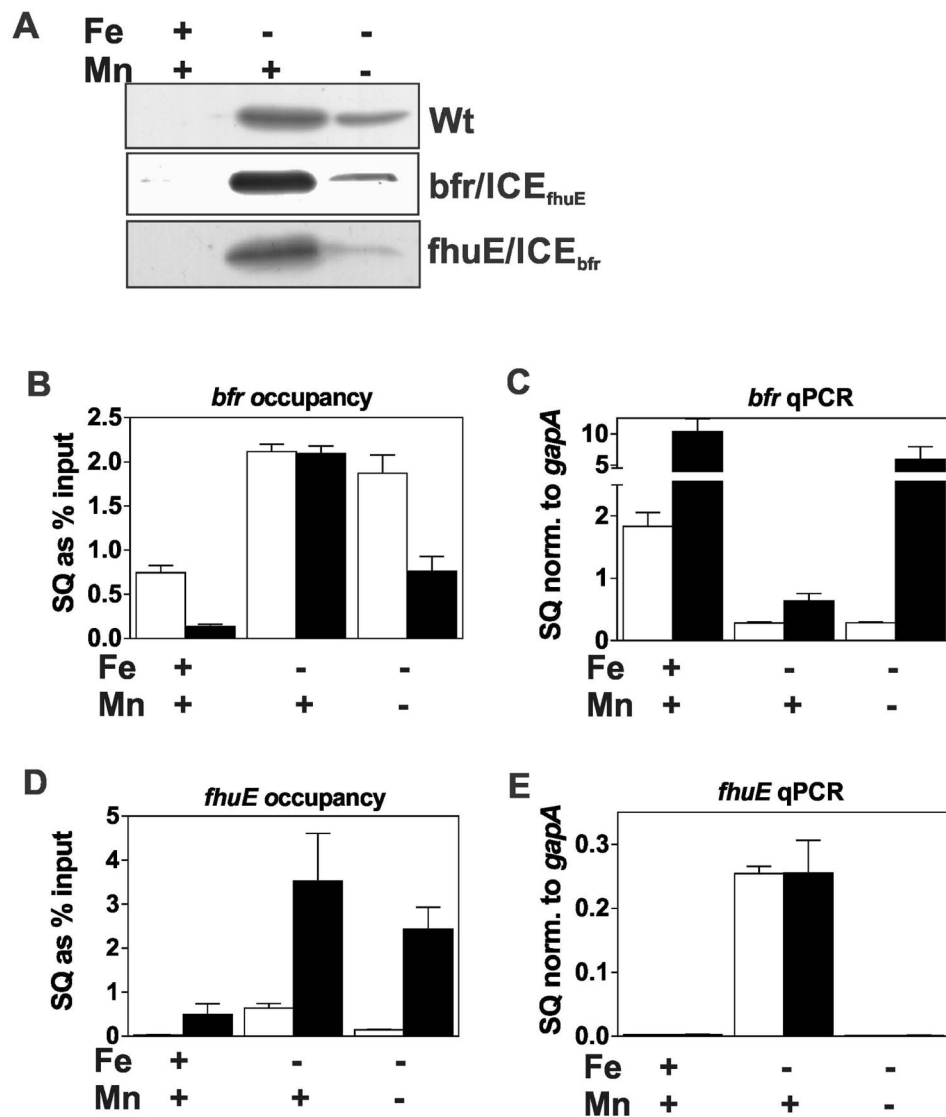 A
Fe + - -
Mn + + -
Wt
bfr/ICEfhuE
fhuE/ICEbfr
B
bfr occupancy
SQ as % input
2.5
2.0
1.5
1.0
0.5
0.0
Fe + - -
Mn + + -
C
bfr qPCR
SQ norm. to gapA
10
5
2
1
0
Fe + - -
Mn + + -
D
fhuE occupancy
SQ as % input
5
4
3
2
1
0
Fe + - -
Mn + + -
E
fhuE qPCR
SQ norm. to gapA
0.3
0.2
0.1
0.0
Fe + - -
Mn + + -